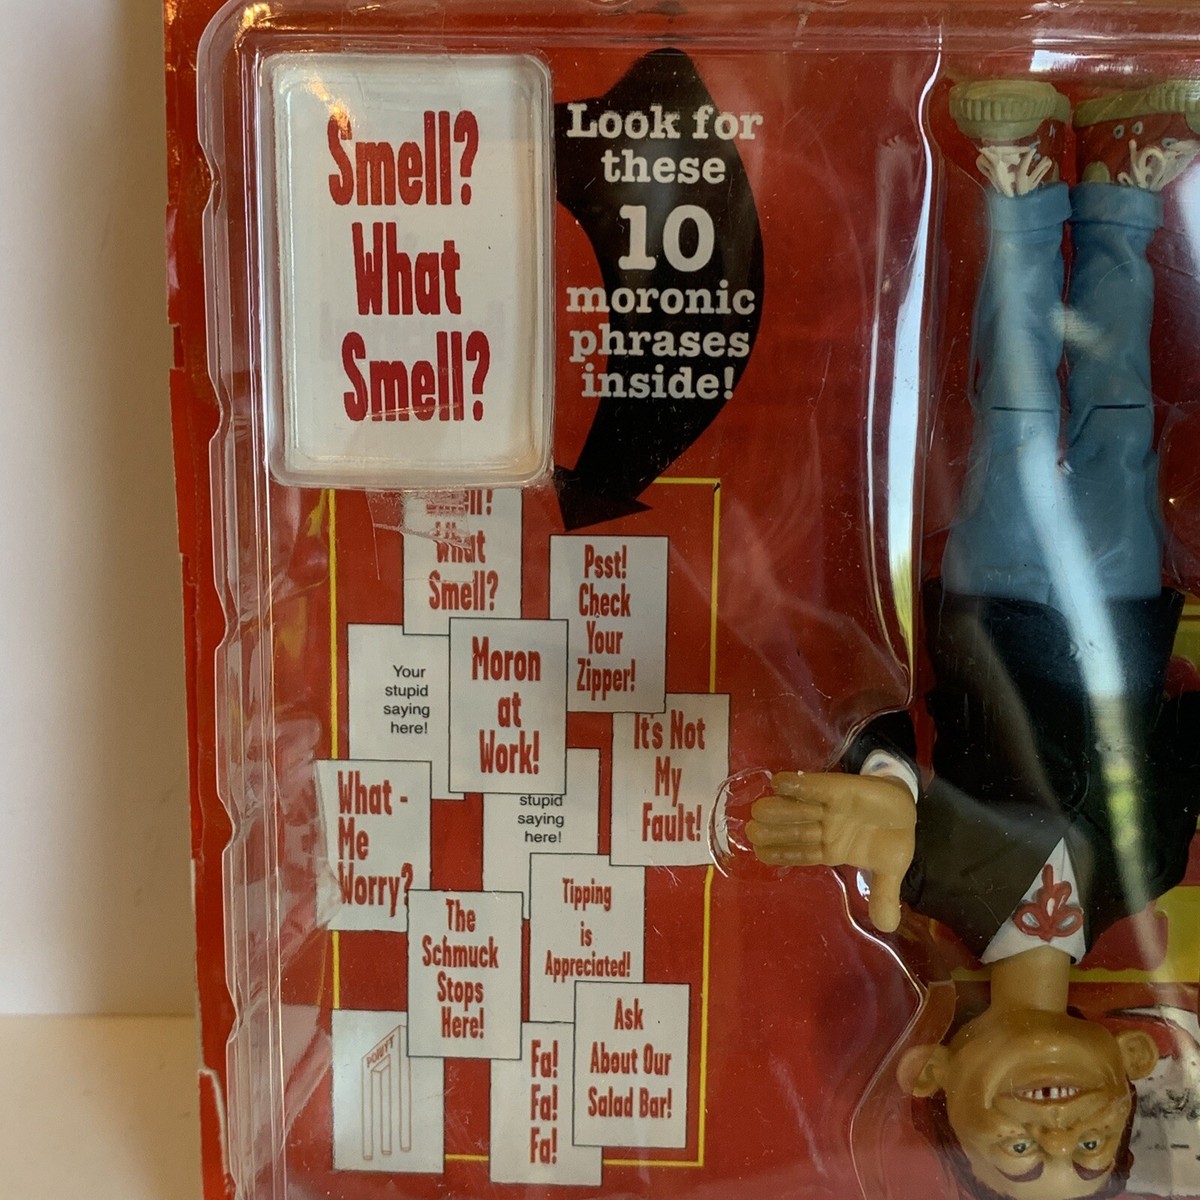 Smell?
What
Smell?
Look for
these
10
moronic
phrases
inside!
What
Smell?
Psst!
Check
Your
Zipper!
Your
stupid
saying
here!
Moron
at
Work!
It's Not
My
Fault!
What -
Me
Worry?
stupid
saying
here!
Tipping
is
Appreciated!
The
Schmuck
Stops
Here!
Ask
About Our
Salad Bar!
Fa!
Fa!
Fa!